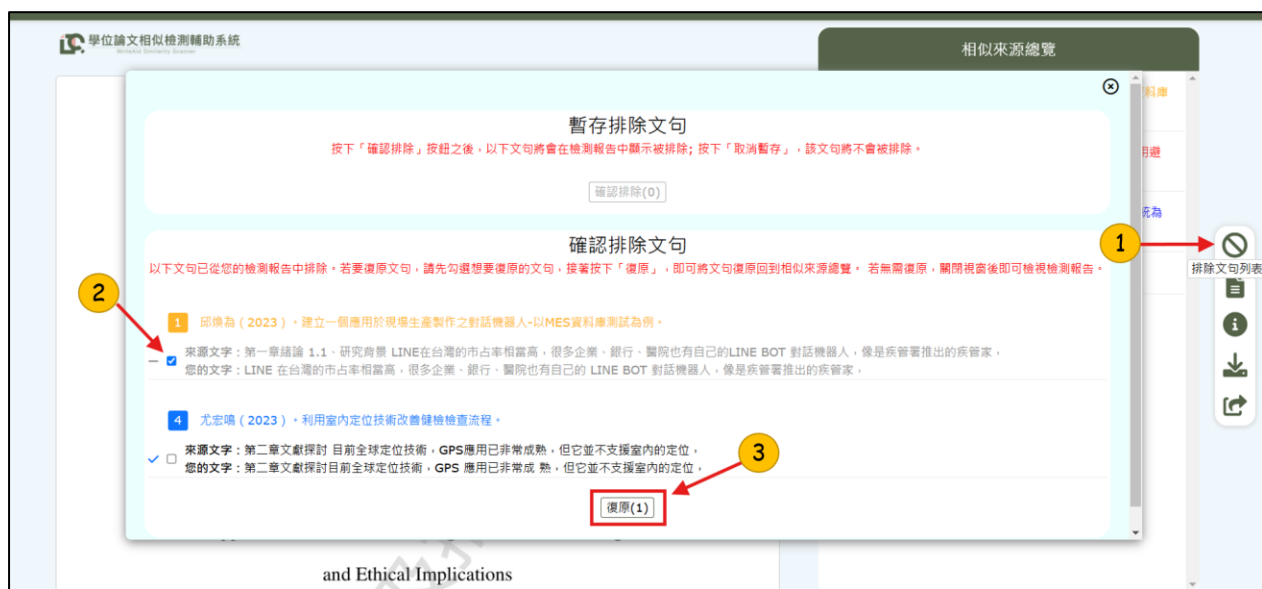 學位論文相似檢測輔助系統
WriteAid Similarity Scanner
相似來源總覽
料庫
暫存排除文句
按下「確認排除」按鈕之後，以下文句將會在檢測報告中顯示被排除; 按下「取消暫存」，該文句將不會被排除。
用避
確認排除(0)
統為
確認排除文句
1
以下文句已從您的檢測報告中排除。若要復原文句，請先勾選想要復原的文句，接著按下「復原」，即可將文句復原回到相似來源總覽。 若無需復原，關閉視窗後即可檢視檢測報告。
排除文句列表
2
1 邱煥為（2023）。建立一個應用於現場生產製作之對話機器人-以MES資料庫測試為例。
來源文字：第一章緒論 1.1、研究背景 LINE在台灣的市占率相當高，很多企業、銀行、醫院也有自己的LINE BOT 對話機器人，像是疾管署推出的疾管家，
您的文字：LINE 在台灣的市占率相當高，很多企業、銀行、醫院也有自己的 LINE BOT 對話機器人，像是疾管署推出的疾管家，
4 尤宏鳴（2023）。利用室內定位技術改善健檢檢查流程。
來源文字：第二章文獻探討 目前全球定位技術，GPS應用已非常成熟，但它並不支援室內的定位，
您的文字：第二章文獻探討目前全球定位技術，GPS 應用已非常成 熟，但它並不支援室內的定位，
3
復原(1)
and Ethical Implications